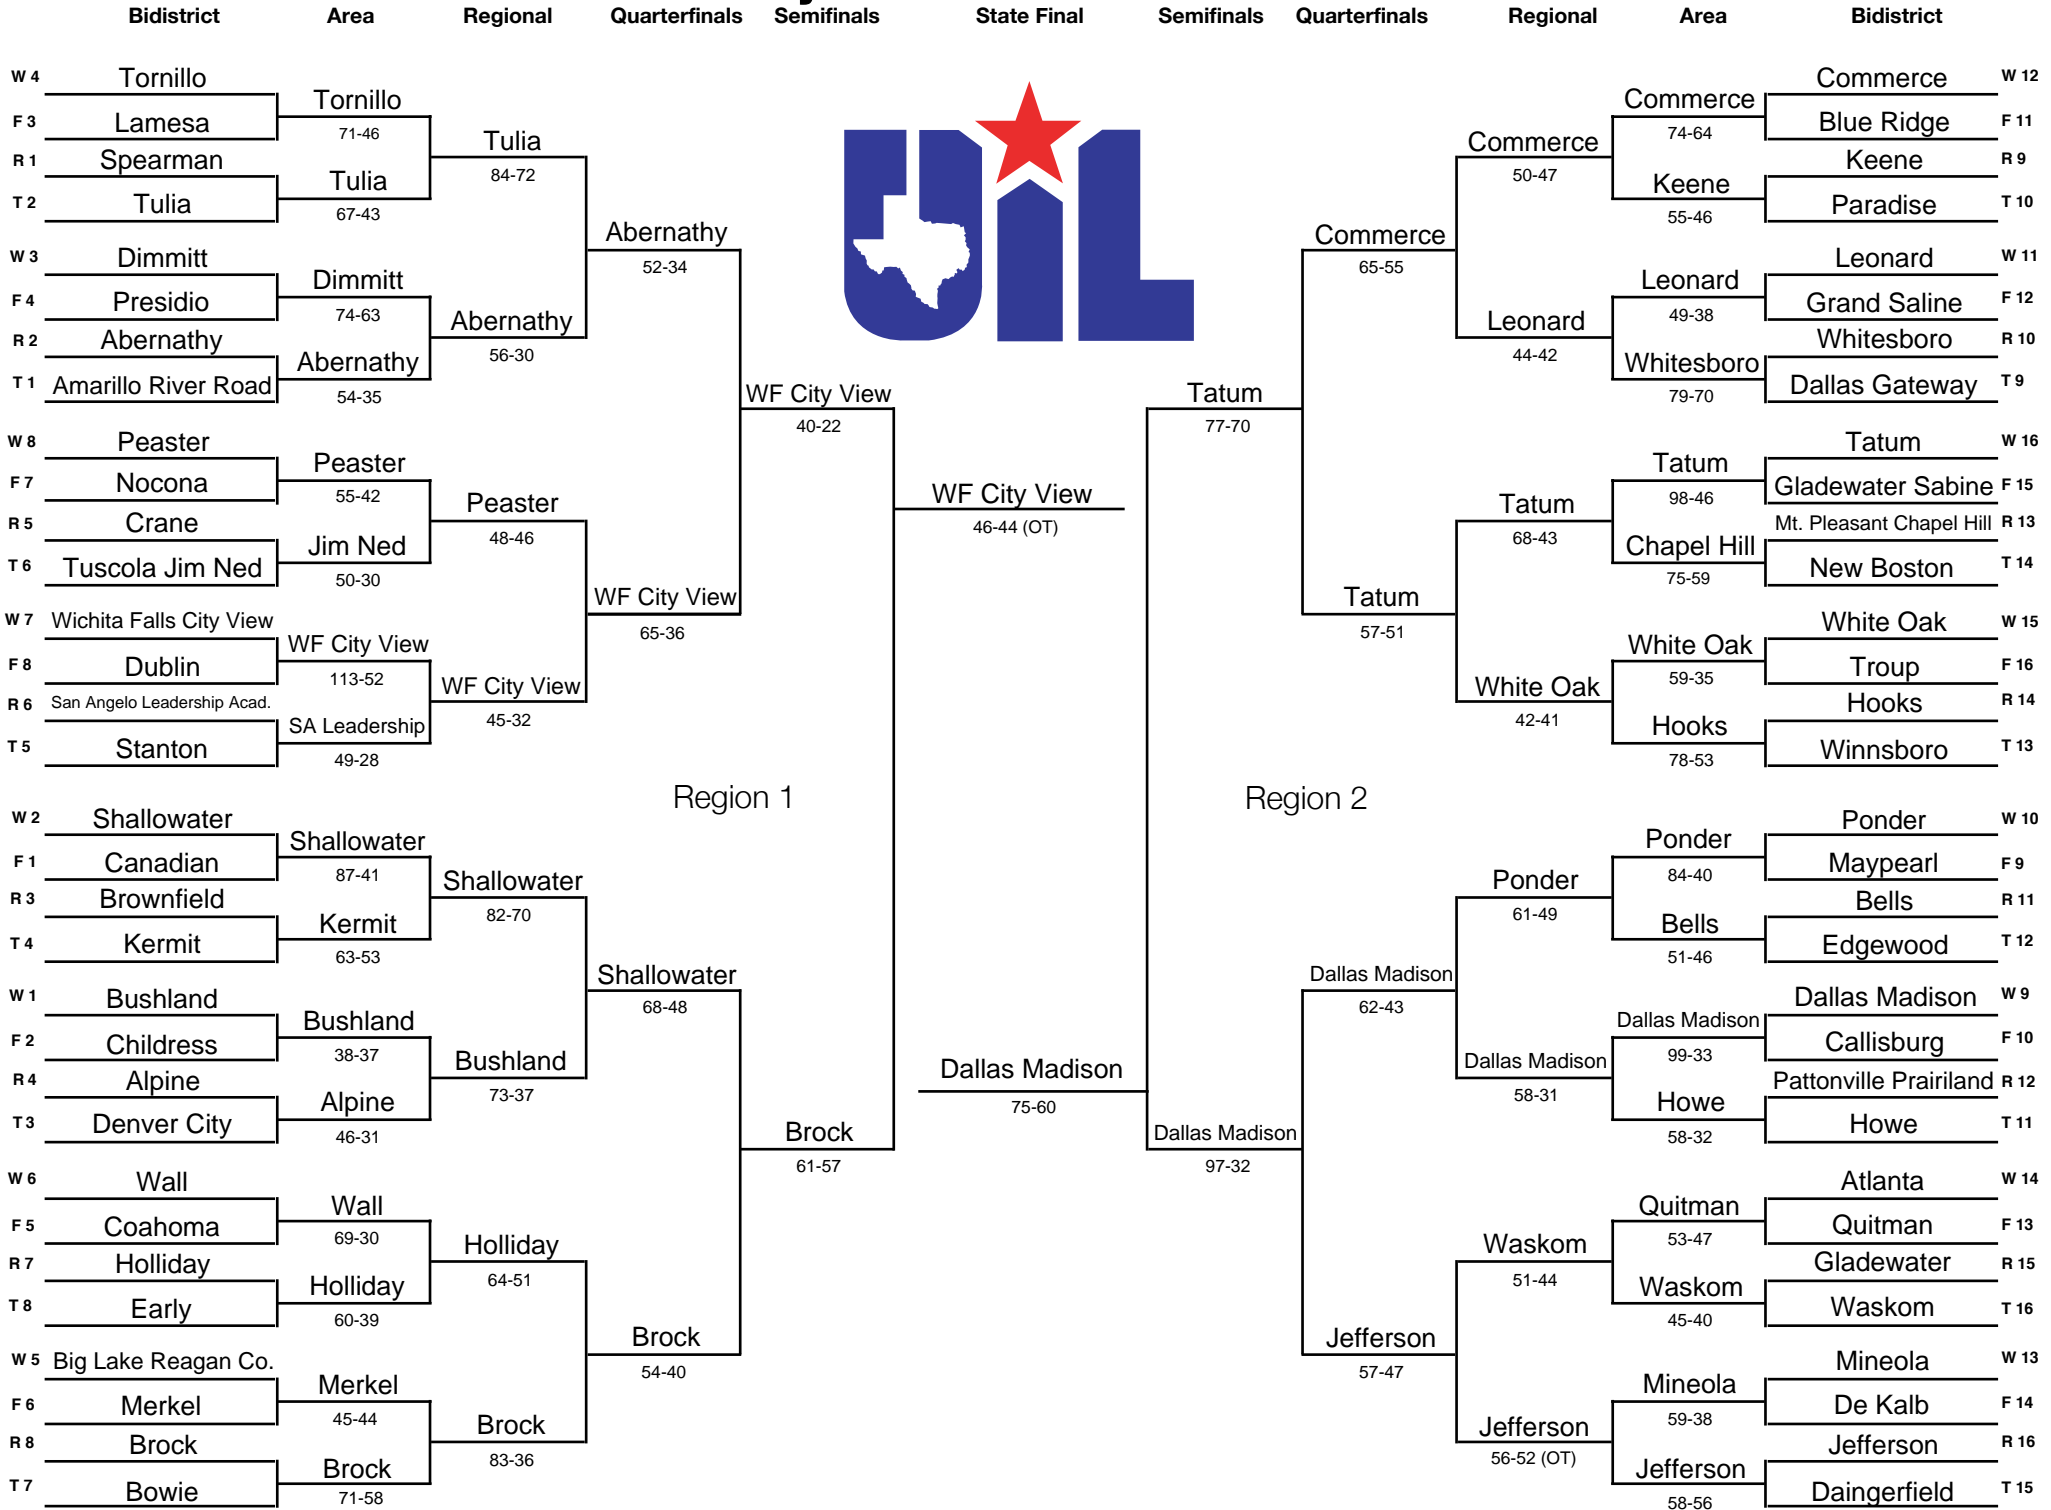 Bidistrict Area Regional Quarterfinals Semifinals State Final Semifinals Quarterfinals Regional Area Bidistrict
W 4 Tornillo
F 3 Lamesa
R 1 Spearman
T 2 Tulia
W 3 Dimmitt
F 4 Presidio
R 2 Abernathy
T 1 Amarillo River Road
W 8 Peaster
F 7 Nocona
R 5 Crane
T 6 Tuscola Jim Ned
W 7 Wichita Falls City View
F 8 Dublin
R 6 San Angelo Leadership Acad.
T 5 Stanton
W 2 Shallowater
F 1 Canadian
R 3 Brownfield
T 4 Kermit
W 1 Bushland
F 2 Childress
R 4 Alpine
T 3 Denver City
W 6 Wall
F 5 Coahoma
R 7 Holliday
T 8 Early
W 5 Big Lake Reagan Co.
F 6 Merkel
R 8 Brock
T 7 Bowie
Tornillo
71-46
Tulia
67-43
Dimmitt
74-63
Abernathy
54-35
Peaster
55-42
Jim Ned
50-30
WF City View
113-52
SA Leadership
49-28
Shallowater
87-41
Kermit
63-53
Bushland
38-37
Alpine
46-31
Wall
69-30
Holliday
60-39
Merkel
45-44
Brock
71-58
Tulia
84-72
Abernathy
56-30
Peaster
48-46
WF City View
45-32
Shallowater
82-70
Bushland
73-37
Holliday
64-51
Brock
83-36
Abernathy
52-34
WF City View
65-36
Shallowater
68-48
Brock
54-40
WF City View
40-22
Brock
61-57
Region 1
UIL
WF City View
46-44 (OT)
Dallas Madison
75-60
Region 2
Tatum
77-70
Dallas Madison
97-32
Commerce
65-55
Tatum
57-51
Dallas Madison
62-43
Jefferson
57-47
Commerce
50-47
Leonard
44-42
Tatum
68-43
White Oak
42-41
Ponder
61-49
Dallas Madison
58-31
Waskom
51-44
Jefferson
56-52 (OT)
Commerce
74-64
Keene
55-46
Leonard
49-38
Whitesboro
79-70
Tatum
98-46
Chapel Hill
75-59
White Oak
59-35
Hooks
78-53
Ponder
84-40
Bells
51-46
Dallas Madison
99-33
Howe
58-32
Quitman
53-47
Waskom
45-40
Mineola
59-38
Jefferson
58-56
Commerce W 12
Blue Ridge F 11
Keene R 9
Paradise T 10
Leonard W 11
Grand Saline F 12
Whitesboro R 10
Dallas Gateway T 9
Tatum W 16
Gladewater Sabine F 15
Mt. Pleasant Chapel Hill R 13
New Boston T 14
White Oak W 15
Troup F 16
Hooks R 14
Winnsboro T 13
Ponder W 10
Maypearl F 9
Bells R 11
Edgewood T 12
Dallas Madison W 9
Callisburg F 10
Pattonville Prairiland R 12
Howe T 11
Atlanta W 14
Quitman F 13
Gladewater R 15
Waskom T 16
Mineola W 13
De Kalb F 14
Jefferson R 16
Daingerfield T 15